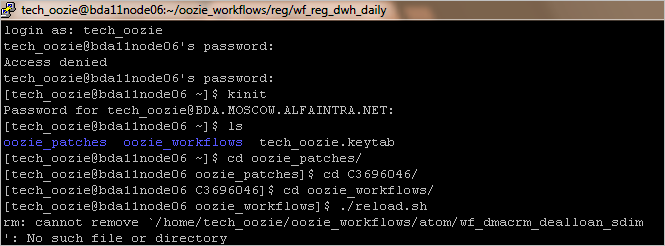 tech_oozie@bda11node06:~/oozie_workflows/reg/wf_reg_dwh_daily
login as: tech_oozie
tech_oozie@bda11node06's password:
Access denied
tech_oozie@bda11node06's password:
[tech_oozie@bda11node06 ~]$ kinit
Password for tech_oozie@BDA.MOSCOW.ALFAINTRA.NET:
[tech_oozie@bda11node06 ~]$ ls
oozie_patches  oozie_workflows  tech_oozie.keytab
[tech_oozie@bda11node06 ~]$ cd oozie_patches/
[tech_oozie@bda11node06 oozie_patches]$ cd C3696046/
[tech_oozie@bda11node06 C3696046]$ cd oozie_workflows/
[tech_oozie@bda11node06 oozie_workflows]$ ./reload.sh
rm: cannot remove `/home/tech_oozie/oozie_workflows/atom/wf_dmacrm_dealloan_sdim
': No such file or directory